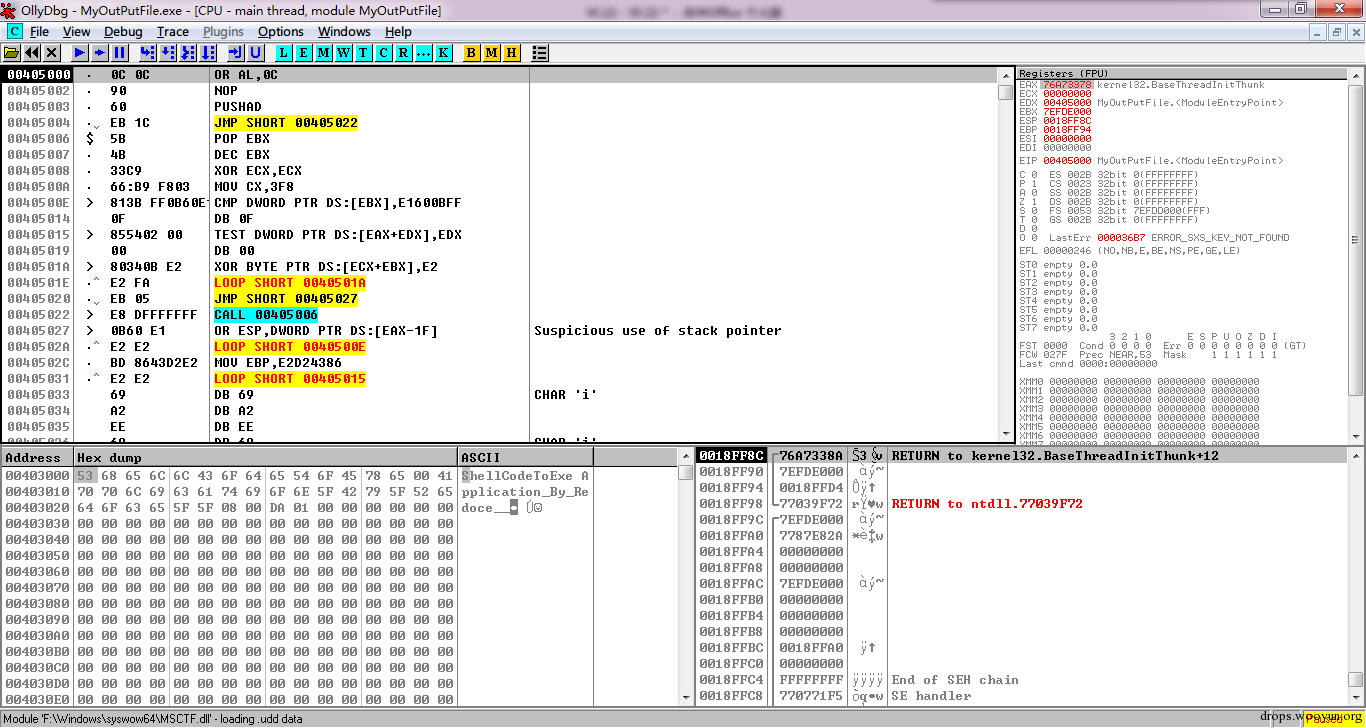 OllyDbg - MyOutPutFile.exe - [CPU - main thread, module MyOutPutFile]
C File View Debug Trace Plugins Options Windows Help
L E M W T C R ... K B M H
00405000 . 0C 0C OR AL,0C
00405002 . 90 NOP
00405003 . 60 PUSHAD
00405004 . EB 1C JMP SHORT 00405022
00405006 $ 5B POP EBX
00405007 . 4B DEC EBX
00405008 . 33C9 XOR ECX,ECX
0040500A . 66:B9 F803 MOV CX,3F8
0040500E > 813B FF0B60E CMP DWORD PTR DS:[EBX],E1600BFF
00405014 0F DB 0F
00405015 > 855402 00 TEST DWORD PTR DS:[EAX+EDX],EDX
00405019 00 DB 00
0040501A > 80340B E2 XOR BYTE PTR DS:[ECX+EBX],E2
0040501E .^ E2 FA LOOP SHORT 0040501A
00405020 . EB 05 JMP SHORT 00405027
00405022 > E8 DFFFFFFF CALL 00405006
00405027 > 0B60 E1 OR ESP,DWORD PTR DS:[EAX-1F] Suspicious use of stack pointer
0040502A .^ E2 E2 LOOP SHORT 0040500E
0040502C . BD 8643D2E2 MOV EBP,E2D24386
00405031 .^ E2 E2 LOOP SHORT 00405015
00405033 69 DB 69 CHAR 'i'
00405034 A2 DB A2
00405035 EE DB EE
Registers (FPU)
EAX 76A73378 kernel32.BaseThreadInitThunk
ECX 00000000
EDX 00405000 MyOutPutFile.<ModuleEntryPoint>
EBX 7EFDE000
ESP 0018FF8C
EBP 0018FF94
ESI 00000000
EDI 00000000
EIP 00405000 MyOutPutFile.<ModuleEntryPoint>
C 0 ES 002B 32bit 0(FFFFFFFF)
P 1 CS 0023 32bit 0(FFFFFFFF)
A 0 SS 002B 32bit 0(FFFFFFFF)
Z 1 DS 002B 32bit 0(FFFFFFFF)
S 0 FS 0053 32bit 7EFDD000(FFF)
T 0 GS 002B 32bit 0(FFFFFFFF)
D 0
O 0 LastErr 000036B7 ERROR_SXS_KEY_NOT_FOUND
EFL 00000246 (NO,NB,E,BE,NS,PE,GE,LE)
ST0 empty 0.0
ST1 empty 0.0
ST2 empty 0.0
ST3 empty 0.0
ST4 empty 0.0
ST5 empty 0.0
ST6 empty 0.0
ST7 empty 0.0
3 2 1 0 E S P U O Z D I
FST 0000 Cond 0 0 0 0 Err 0 0 0 0 0 0 0 0 (GT)
FCW 027F Prec NEAR,53 Mask 1 1 1 1 1 1
Last cmnd 0000:00000000
XMM0 00000000 00000000 00000000 00000000
XMM1 00000000 00000000 00000000 00000000
XMM2 00000000 00000000 00000000 00000000
XMM3 00000000 00000000 00000000 00000000
XMM4 00000000 00000000 00000000 00000000
XMM5 00000000 00000000 00000000 00000000
XMM6 00000000 00000000 00000000 00000000
Address Hex dump ASCII
00403000 53 68 65 6C 6C 43 6F 64 65 54 6F 45 78 65 00 41 ShellCodeToExe A
00403010 70 70 6C 69 63 61 74 69 6F 6E 5F 42 79 5F 52 65 pplication_By_Re
00403020 64 6F 63 65 5F 5F 08 00 DA 01 00 00 00 00 00 00 doce__
00403030 00 00 00 00 00 00 00 00 00 00 00 00 00 00 00 00
00403040 00 00 00 00 00 00 00 00 00 00 00 00 00 00 00 00
00403050 00 00 00 00 00 00 00 00 00 00 00 00 00 00 00 00
00403060 00 00 00 00 00 00 00 00 00 00 00 00 00 00 00 00
00403070 00 00 00 00 00 00 00 00 00 00 00 00 00 00 00 00
00403080 00 00 00 00 00 00 00 00 00 00 00 00 00 00 00 00
00403090 00 00 00 00 00 00 00 00 00 00 00 00 00 00 00 00
004030A0 00 00 00 00 00 00 00 00 00 00 00 00 00 00 00 00
004030B0 00 00 00 00 00 00 00 00 00 00 00 00 00 00 00 00
004030C0 00 00 00 00 00 00 00 00 00 00 00 00 00 00 00 00
004030D0 00 00 00 00 00 00 00 00 00 00 00 00 00 00 00 00
004030E0 00 00 00 00 00 00 00 00 00 00 00 00 00 00 00 00
0018FF8C 76A7338A RETURN to kernel32.BaseThreadInitThunk+12
0018FF90 7EFDE000
0018FF94 0018FFD4
0018FF98 77039F72 RETURN to ntdll.77039F72
0018FF9C 7EFDE000
0018FFA0 7787E82A
0018FFA4 00000000
0018FFA8 00000000
0018FFAC 7EFDE000
0018FFB0 00000000
0018FFB4 00000000
0018FFB8 00000000
0018FFBC 0018FFA0
0018FFC0 00000000
0018FFC4 FFFFFFFF ÿÿÿÿ End of SEH chain
0018FFC8 770771F5 SE handler
Module 'F:\Windows\syswow64\MSCTF.dll' - loading .udd data
drops.wooyun.org